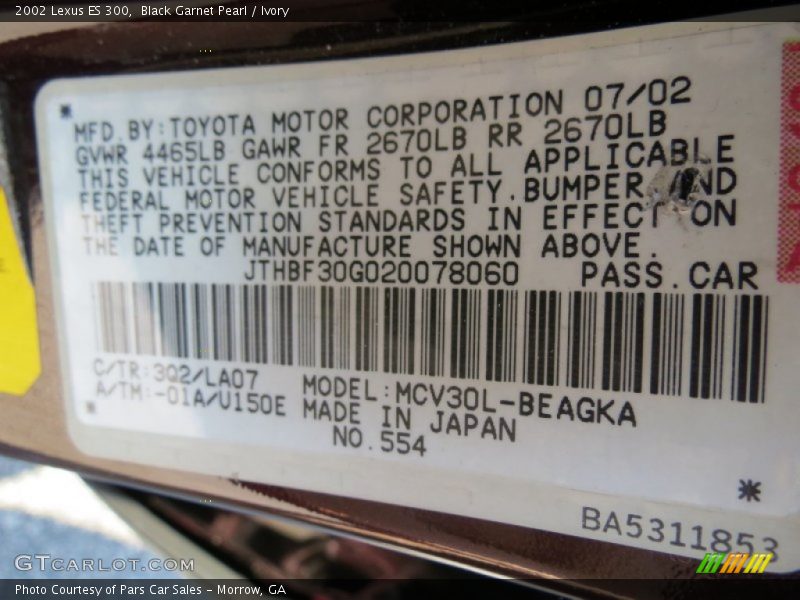 2002 Lexus ES 300, Black Garnet Pearl / Ivory
MFD.BY:TOYOTA MOTOR CORPORATION 07/02
GVWR 4465LB GAWR FR 2670LB RR 2670LB
THIS VEHICLE CONFORMS TO ALL APPLICABLE
FEDERAL MOTOR VEHICLE SAFETY.BUMPER AND
THEFT PREVENTION STANDARDS IN EFFECT ON
THE DATE OF MANUFACTURE SHOWN ABOVE.
JTHBF30G020078060 PASS.CAR
C/TR:3Q2/LA07 MODEL:MCV30L-BEAGKA
A/TM:-01A/U150E MADE IN JAPAN
NO.554
BA5311853
GTCarLot.com
Photo Courtesy of Pars Car Sales - Morrow, GA